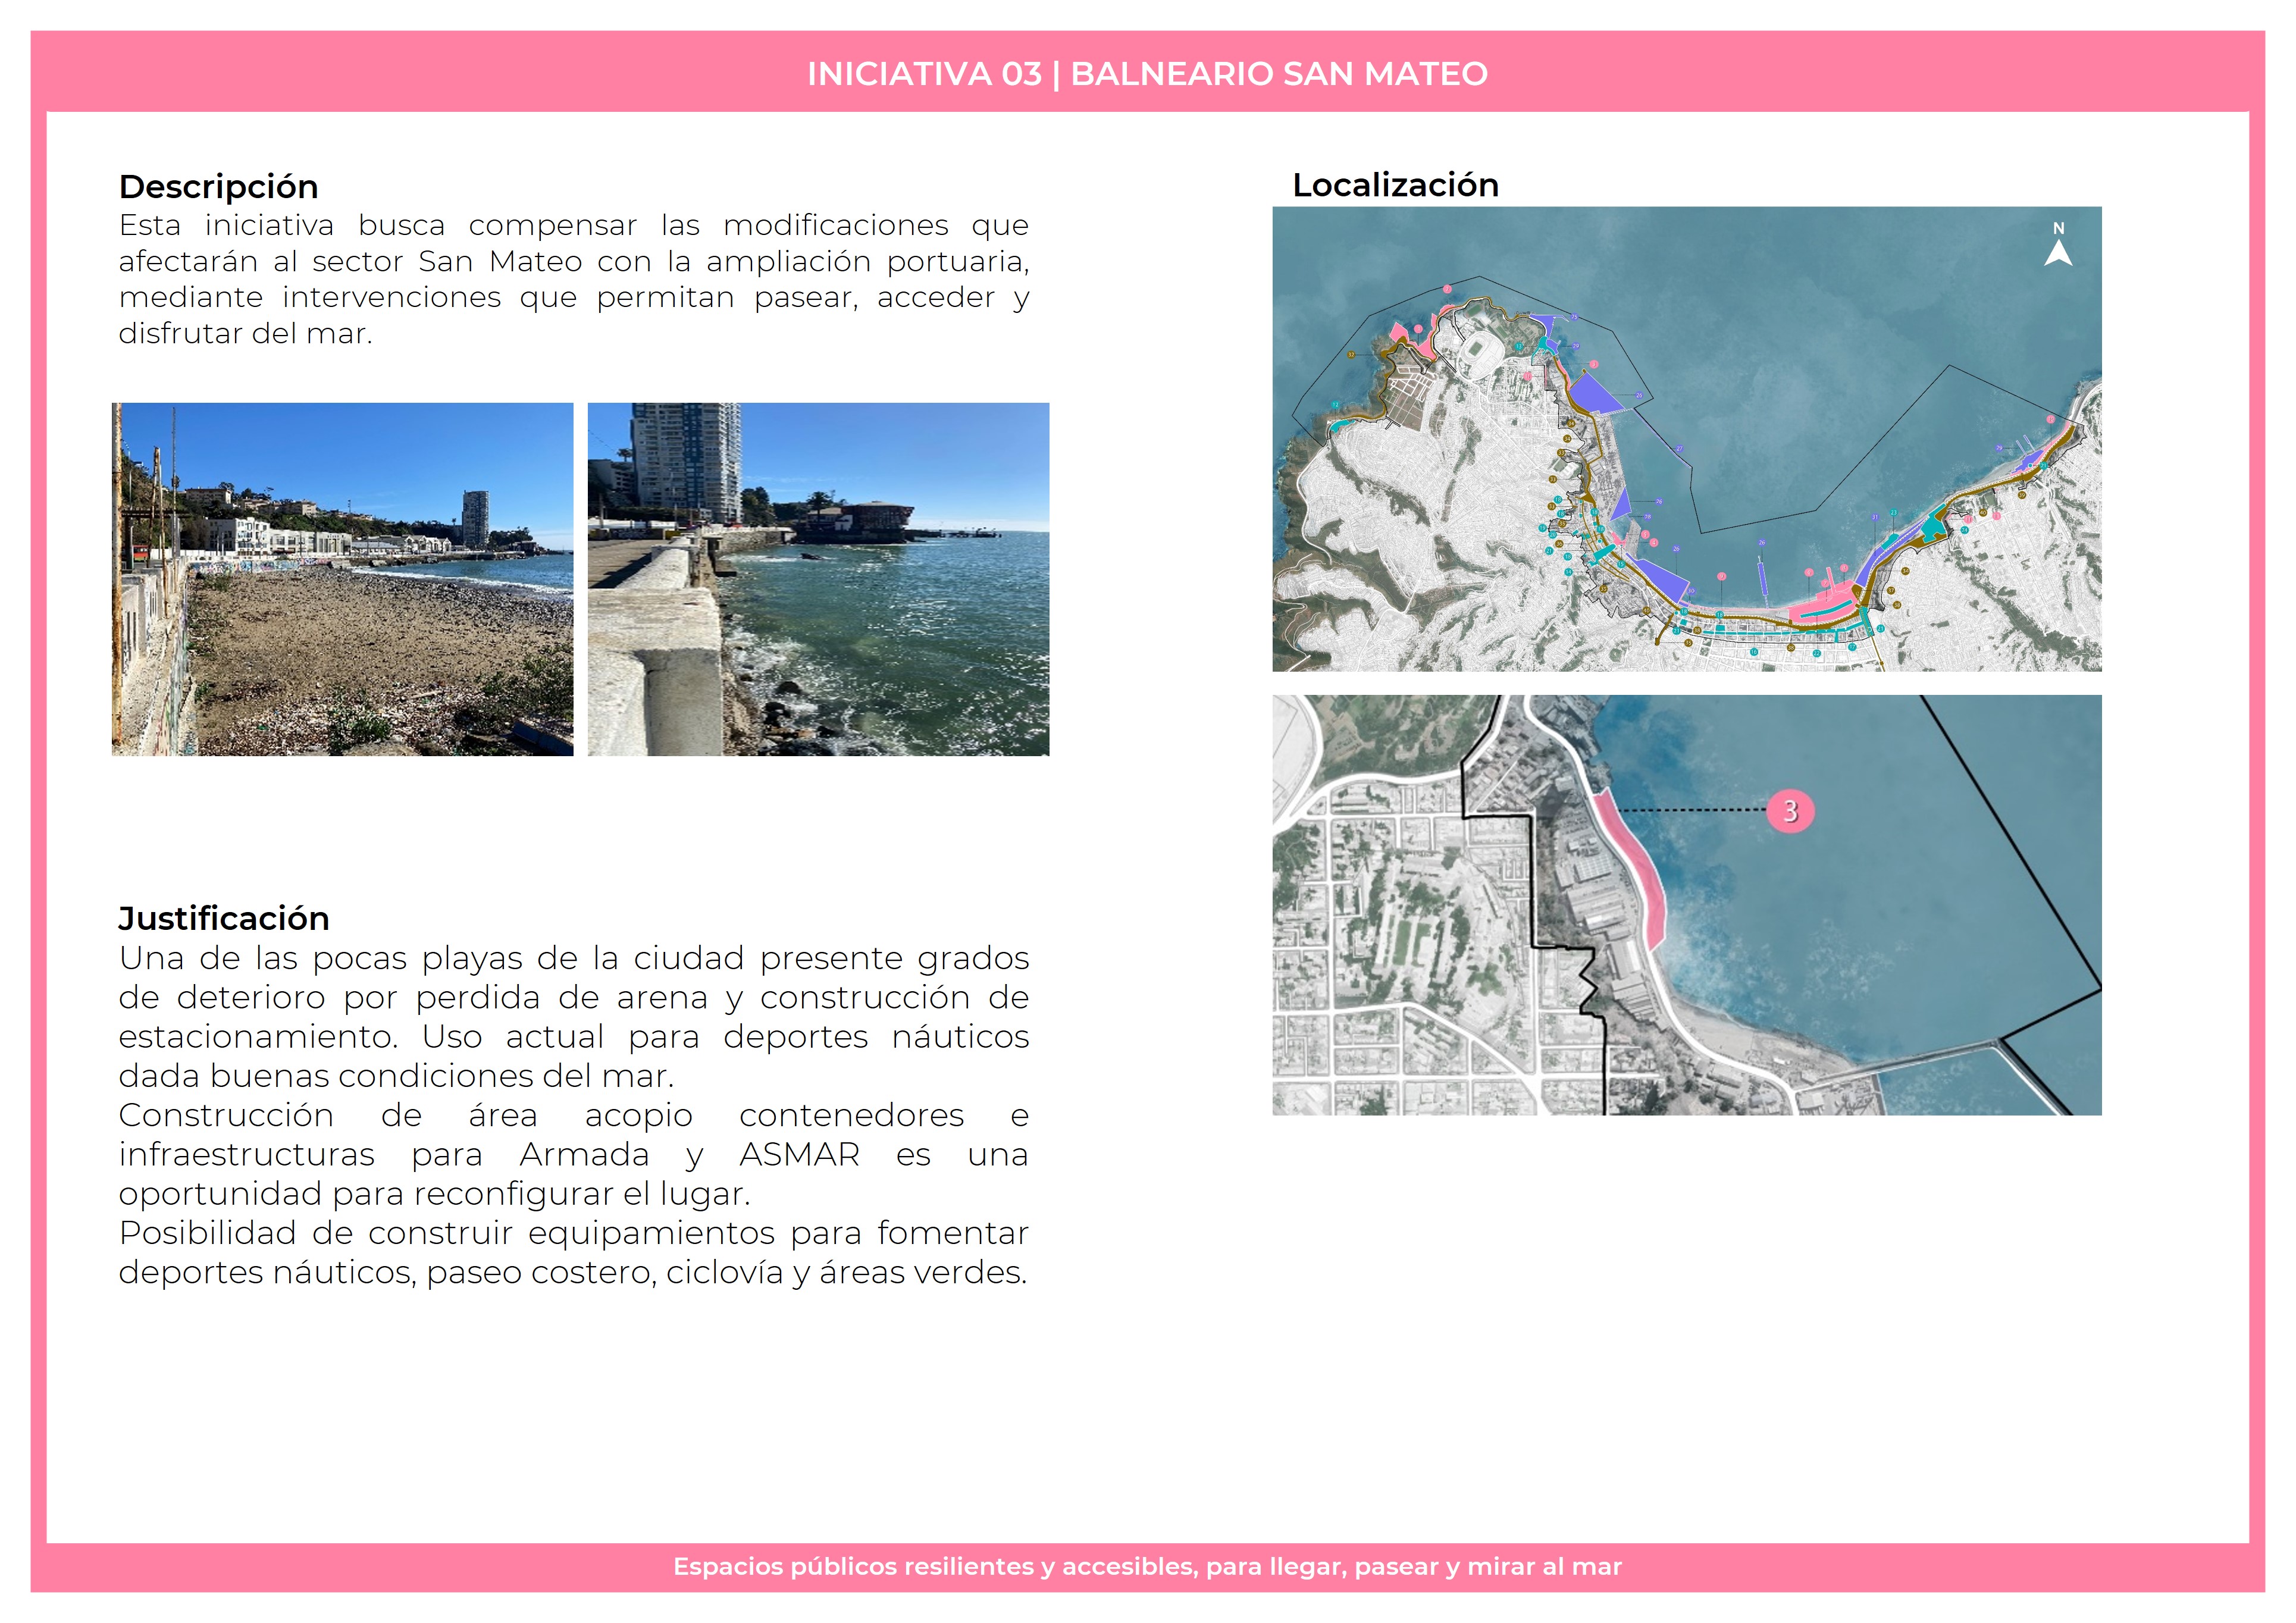 INICIATIVA 03 | BALNEARIO SAN MATEO
Descripción
Esta iniciativa busca compensar las modificaciones que
afectarán al sector San Mateo con la ampliación portuaria,
mediante intervenciones que permitan pasear, acceder y
disfrutar del mar.
Justificación
Una de las pocas playas de la ciudad presente grados
de deterioro por perdida de arena y construcción de
estacionamiento. Uso actual para deportes náuticos
dada buenas condiciones del mar.
Construcción de área acopio contenedores e
infraestructuras para Armada y ASMAR es una
oportunidad para reconfigurar el lugar.
Posibilidad de construir equipamientos para fomentar
deportes náuticos, paseo costero, ciclovía y áreas verdes.
Localización
N
3
Espacios públicos resilientes y accesibles, para llegar, pasear y mirar al mar